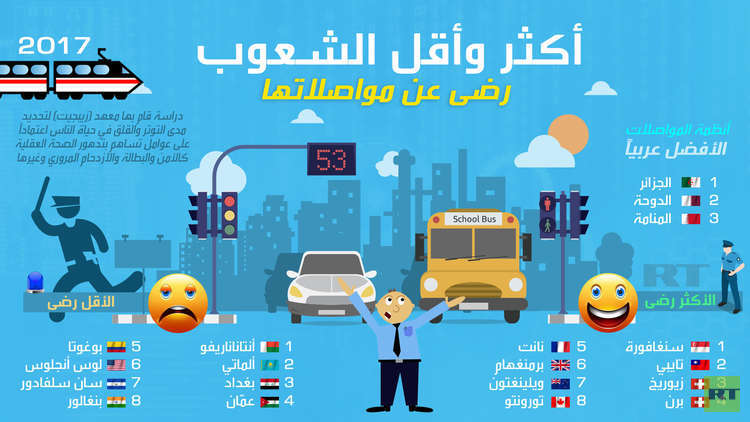 2017
أكثر وأقل الشعوب
رضى عن مواصلاتها
دراسة قام بها معهد (زيبجيت) لتحديد
مدى التوتر والقلق في حياة الناس اعتماداً
على عوامل تساهم بتدهور الصحة العقلية
كالأمن والبطالة والازدحام المروري وغيرها
أنظمة المواصلات
الأفضل عربياً
1 الجزائر
2 الدوحة
3 المنامة
53
School Bus
RT
الأكثر رضى
1 سنغافورة
2 تايبي
3 زيوريخ
4 برن
5 نانت
6 برمنغهام
7 ويلينغتون
8 تورونتو
الأقل رضى
1 أنتاناناريفو
2 ألماتي
3 بغداد
4 عمّان
5 بوغوتا
6 لوس أنجلوس
7 سان سلفادور
8 بنغالور
RT